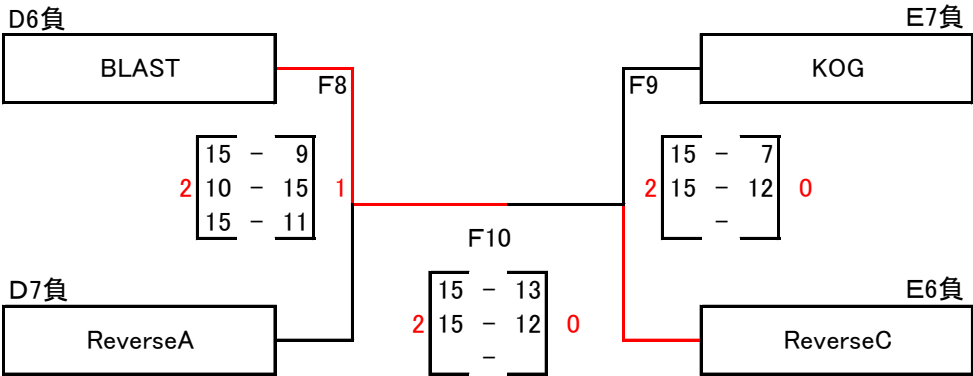 D6負 E7負
BLAST KOG
F8 F9
15 - 9 15 - 7
2 10 - 15 1 2 15 - 12 0
15 - 11 -
F10
D7負 15 - 13 E6負
ReverseA 2 15 - 12 0 ReverseC
-